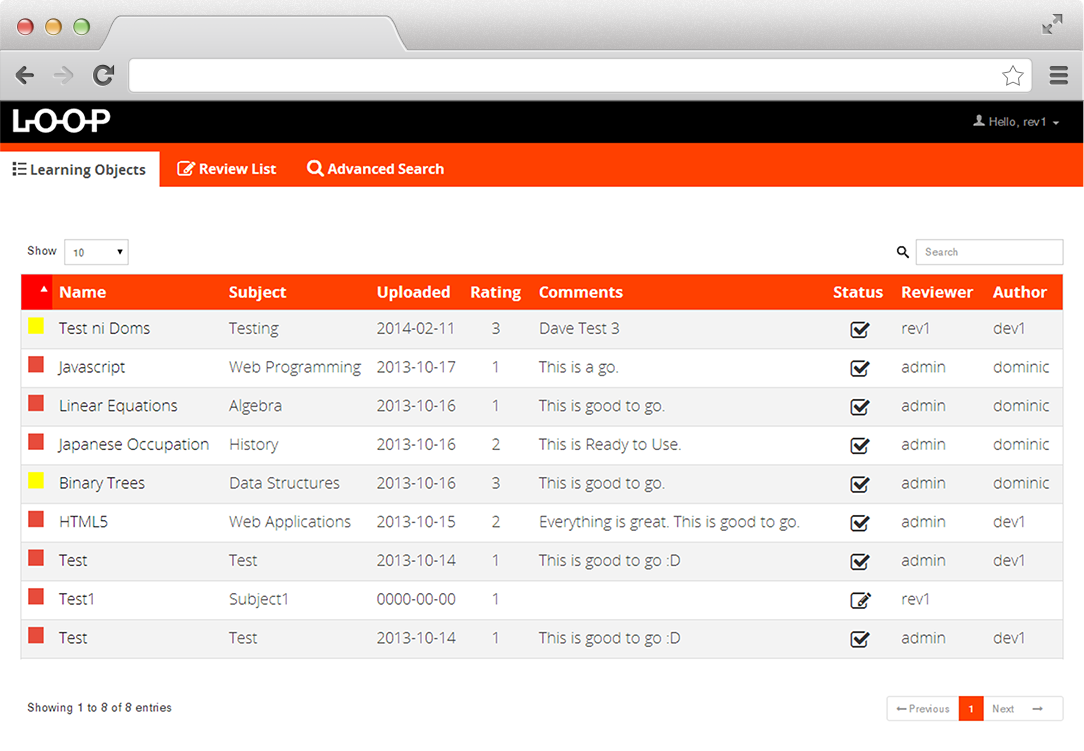 L-O-O-P
Hello, rev1
Learning Objects Review List Advanced Search
Show 10 Search
Name Subject Uploaded Rating Comments Status Reviewer Author
Test ni Doms Testing 2014-02-11 3 Dave Test 3 rev1 dev1
Javascript Web Programming 2013-10-17 1 This is a go. admin dominic
Linear Equations Algebra 2013-10-16 1 This is good to go. admin dominic
Japanese Occupation History 2013-10-16 2 This is Ready to Use. admin dominic
Binary Trees Data Structures 2013-10-16 3 This is good to go. admin dominic
HTML5 Web Applications 2013-10-15 2 Everything is great. This is good to go. admin dev1
Test Test 2013-10-14 1 This is good to go :D admin dev1
Test1 Subject1 0000-00-00 1 rev1
Test Test 2013-10-14 1 This is good to go :D admin dev1
Showing 1 to 8 of 8 entries Previous 1 Next